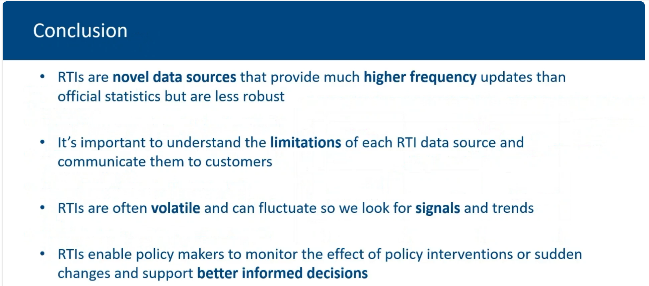 Conclusion
• RTIs are novel data sources that provide much higher frequency updates than
official statistics but are less robust
• It's important to understand the limitations of each RTI data source and
communicate them to customers
• RTIs are often volatile and can fluctuate so we look for signals and trends
• RTIs enable policy makers to monitor the effect of policy interventions or sudden
changes and support better informed decisions